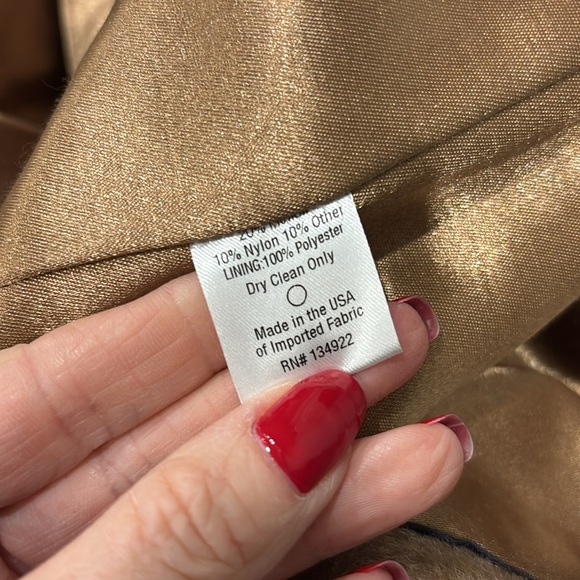 20%
10% Nylon 10% Other
LINING:100% Polyester
Dry Clean Only
Made in the USA
of Imported Fabric
RN# 134922